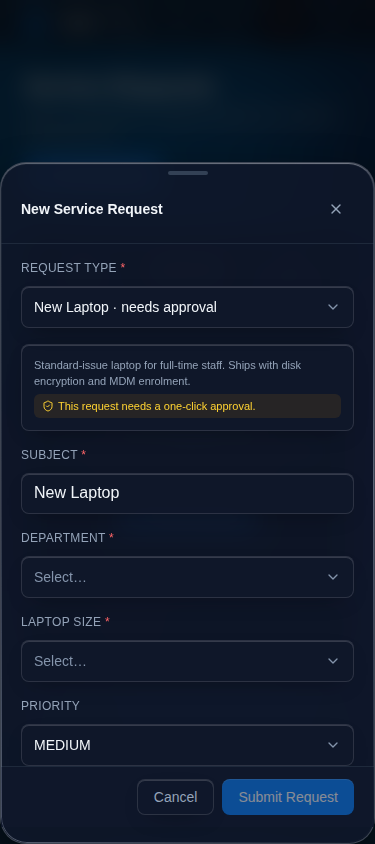 New Service Request
REQUEST TYPE *
New Laptop · needs approval
Standard-issue laptop for full-time staff. Ships with disk
encryption and MDM enrolment.
This request needs a one-click approval.
SUBJECT *
New Laptop
DEPARTMENT *
Select…
LAPTOP SIZE *
Select…
PRIORITY
MEDIUM
Cancel
Submit Request